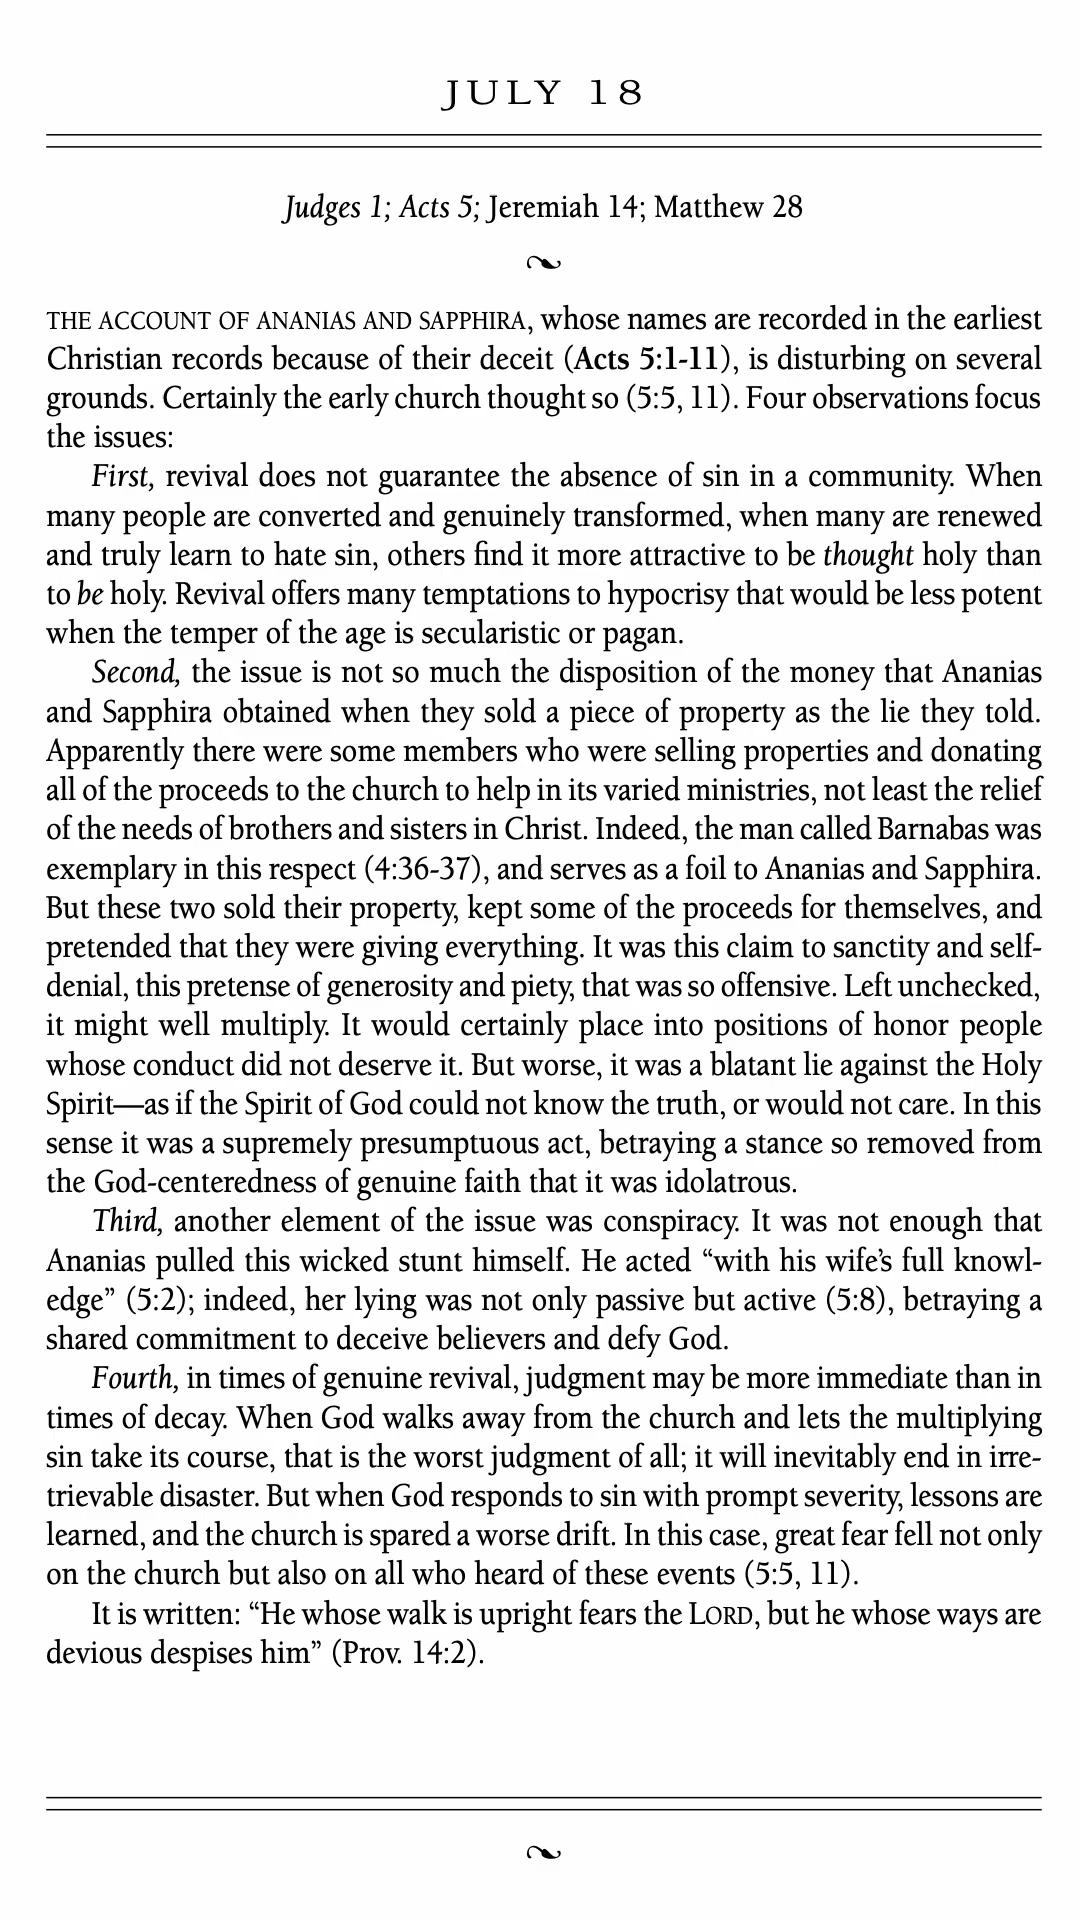 JULY 18
Judges 1; Acts 5; Jeremiah 14; Matthew 28
THE ACCOUNT OF ANANIAS AND SAPPHIRA, whose names are recorded in the earliest
Christian records because of their deceit (Acts 5:1-11), is disturbing on several
grounds. Certainly the early church thought so (5:5, 11). Four observations focus
the issues:
First, revival does not guarantee the absence of sin in a community. When
many people are converted and genuinely transformed, when many are renewed
and truly learn to hate sin, others find it more attractive to be thought holy than
to be holy. Revival offers many temptations to hypocrisy that would be less potent
when the temper of the age is secularistic or pagan.
Second, the issue is not so much the disposition of the money that Ananias
and Sapphira obtained when they sold a piece of property as the lie they told.
Apparently there were some members who were selling properties and donating
all of the proceeds to the church to help in its varied ministries, not least the relief
of the needs of brothers and sisters in Christ. Indeed, the man called Barnabas was
exemplary in this respect (4:36-37), and serves as a foil to Ananias and Sapphira.
But these two sold their property, kept some of the proceeds for themselves, and
pretended that they were giving everything. It was this claim to sanctity and self-
denial, this pretense of generosity and piety, that was so offensive. Left unchecked,
it might well multiply. It would certainly place into positions of honor people
whose conduct did not deserve it. But worse, it was a blatant lie against the Holy
Spirit—as if the Spirit of God could not know the truth, or would not care. In this
sense it was a supremely presumptuous act, betraying a stance so removed from
the God-centeredness of genuine faith that it was idolatrous.
Third, another element of the issue was conspiracy. It was not enough that
Ananias pulled this wicked stunt himself. He acted “with his wife’s full knowl-
edge” (5:2); indeed, her lying was not only passive but active (5:8), betraying a
shared commitment to deceive believers and defy God.
Fourth, in times of genuine revival, judgment may be more immediate than in
times of decay. When God walks away from the church and lets the multiplying
sin take its course, that is the worst judgment of all; it will inevitably end in irre-
trievable disaster. But when God responds to sin with prompt severity, lessons are
learned, and the church is spared a worse drift. In this case, great fear fell not only
on the church but also on all who heard of these events (5:5, 11).
It is written: “He whose walk is upright fears the LORD, but he whose ways are
devious despises him” (Prov. 14:2).